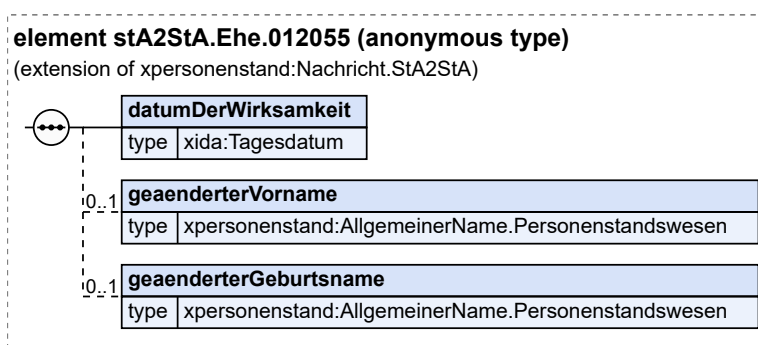 element stA2StA.Ehe.012055 (anonymous type)
(extension of xpersonenstand:Nachricht.StA2StA)
datumDerWirksamkeit
type xida:Tagesdatum
0..1 geaenderterVorname
type xpersonenstand:AllgemeinerName.Personenstandswesen
0..1 geaenderterGeburtsname
type xpersonenstand:AllgemeinerName.Personenstandswesen